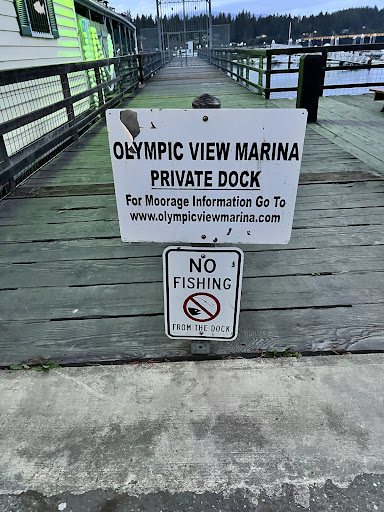 OLYMPIC VIEW MARINA
PRIVATE DOCK
For Moorage Information Go To
www.olympicviewmarina.com
NO
FISHING
FROM THE DOCK